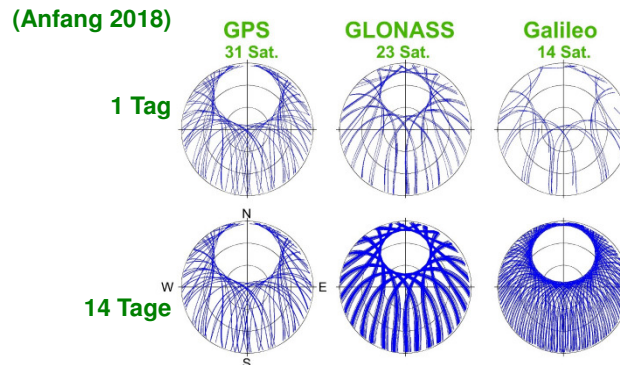 (Anfang 2018)
GPS
GLONASS
Galileo
31 Sat.
23 Sat.
14 Sat.
1 Tag
N
W
E
14 Tage
S